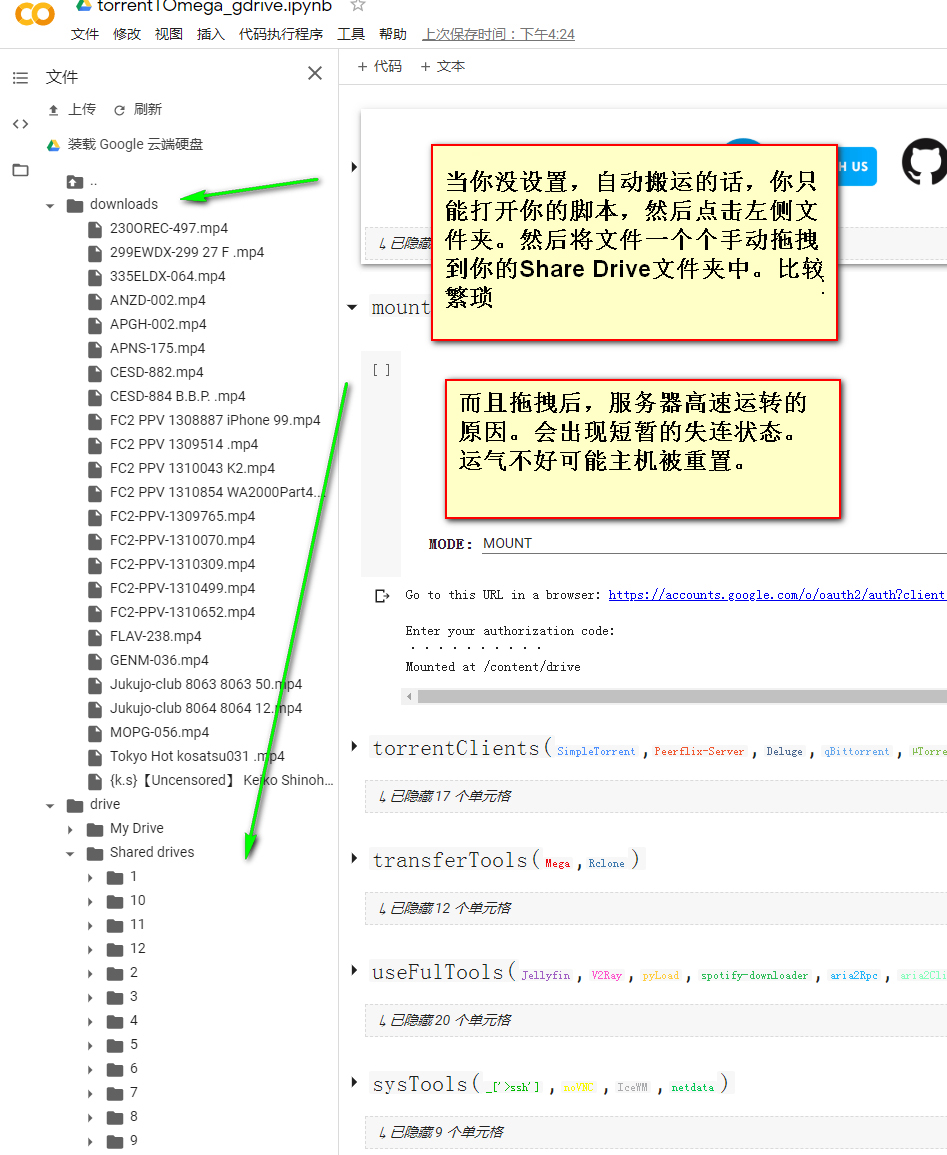 torrentTOmega_gdrive.ipynb
文件 修改 视图 插入 代码执行程序 工具 帮助 上次保存时间：下午4:24
文件
+ 代码 + 文本
上传 刷新
装载 Google 云端硬盘
..
downloads
230OREC-497.mp4
299EWDX-299 27 F .mp4
335ELDX-064.mp4
ANZD-002.mp4
APGH-002.mp4
APNS-175.mp4
CESD-882.mp4
CESD-884 B.B.P. .mp4
FC2 PPV 1308887 iPhone 99.mp4
FC2 PPV 1309514 .mp4
FC2 PPV 1310043 K2.mp4
FC2 PPV 1310854 WA2000Part4...
FC2-PPV-1309765.mp4
FC2-PPV-1310070.mp4
FC2-PPV-1310309.mp4
FC2-PPV-1310499.mp4
FC2-PPV-1310652.mp4
FLAV-238.mp4
GENM-036.mp4
Jukujo-club 8063 8063 50.mp4
Jukujo-club 8064 8064 12.mp4
MOPG-056.mp4
Tokyo Hot kosatsu031 .mp4
{k.s}【Uncensored】 Keiko Shinoh...
drive
My Drive
Shared drives
1
10
11
12
2
3
4
5
6
7
8
9
H US
当你没设置，自动搬运的话，你只
能打开你的脚本，然后点击左侧文
件夹。然后将文件一个个手动拖拽
到你的Share Drive文件夹中。比较
繁琐
已隐藏
mount
[ ]
而且拖拽后，服务器高速运转的
原因。会出现短暂的失连状态。
运气不好可能主机被重置。
MODE: MOUNT
Go to this URL in a browser: https://accounts.google.com/o/oauth2/auth?client
Enter your authorization code:
··········
Mounted at /content/drive
torrentClients( SimpleTorrent , Peerflix-Server , Deluge , qBittorrent , µTorre
已隐藏 17 个单元格
transferTools( Mega , Rclone )
已隐藏 12 个单元格
useFulTools( Jellyfin , V2Ray , pyLoad , spotify-downloader , aria2Rpc , aria2Cli
已隐藏 20 个单元格
sysTools( _['>ssh'] , noVNC , IceWM , netdata )
已隐藏 9 个单元格